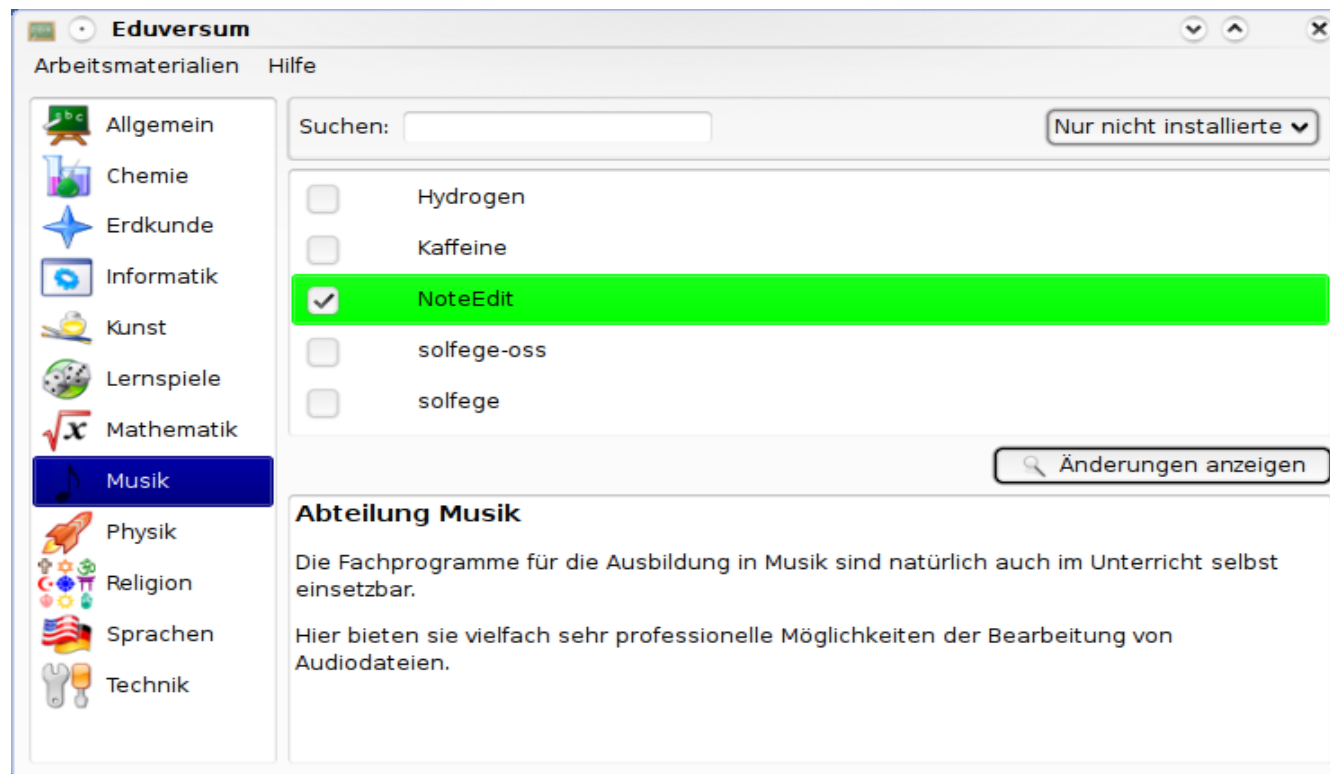 Eduversum
Arbeitsmaterialien Hilfe
Allgemein
Chemie
Erdkunde
Informatik
Kunst
Lernspiele
Mathematik
Musik
Physik
Religion
Sprachen
Technik
Suchen: Nur nicht installierte
Hydrogen
Kaffeine
NoteEdit
solfege-oss
solfege
Änderungen anzeigen
Abteilung Musik
Die Fachprogramme für die Ausbildung in Musik sind natürlich auch im Unterricht selbst
einsetzbar.
Hier bieten sie vielfach sehr professionelle Möglichkeiten der Bearbeitung von
Audiodateien.